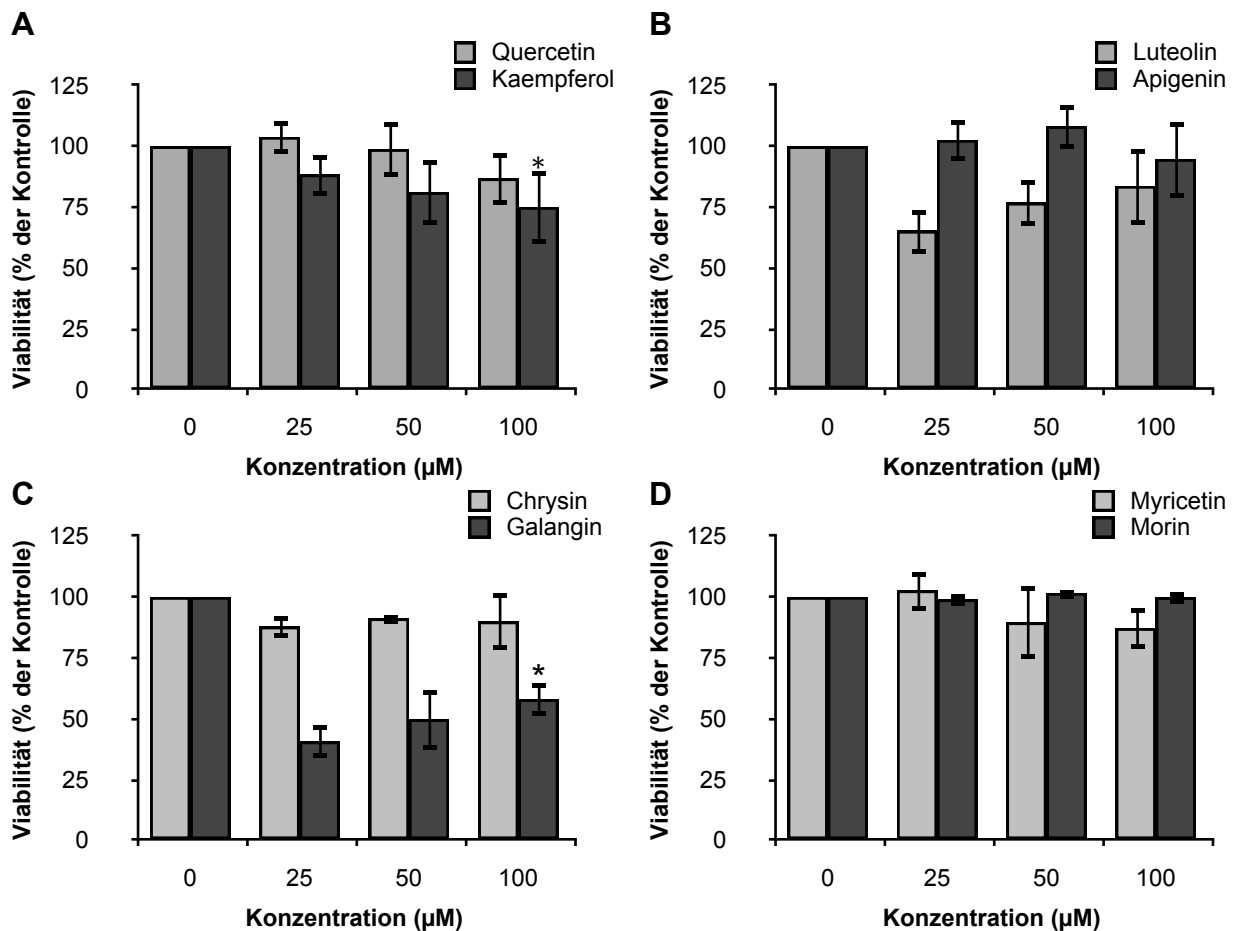 A
Quercetin
Kaempferol
Viabilität (% der Kontrolle)
125
100
75
50
25
0
*
0 25 50 100
Konzentration (µM)
B
Luteolin
Apigenin
Viabilität (% der Kontrolle)
125
100
75
50
25
0
0 25 50 100
Konzentration (µM)
C
Chrysin
Galangin
Viabilität (% der Kontrolle)
125
100
75
50
25
0
*
0 25 50 100
Konzentration (µM)
D
Myricetin
Morin
Viabilität (% der Kontrolle)
125
100
75
50
25
0
0 25 50 100
Konzentration (µM)